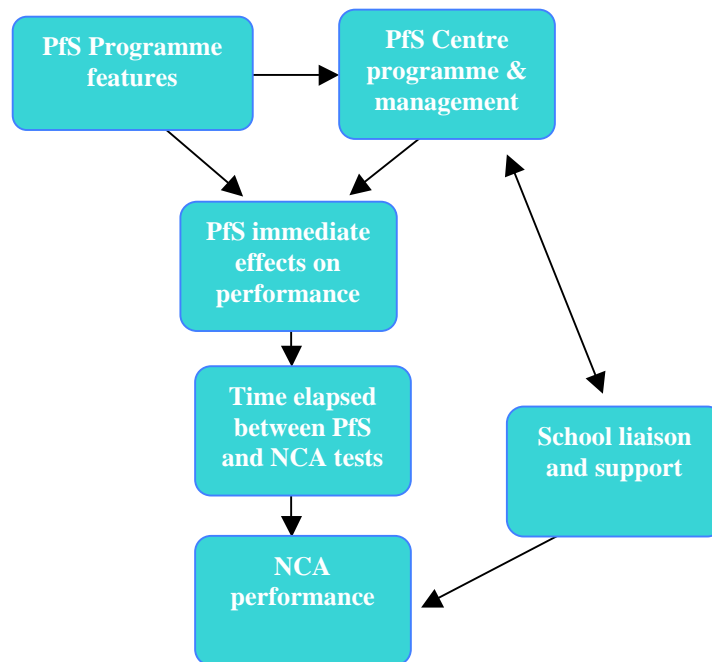 PfS Programme
features
PfS Centre
programme &
management
PfS immediate
effects on
performance
Time elapsed
between PfS
and NCA tests
School liaison
and support
NCA
performance